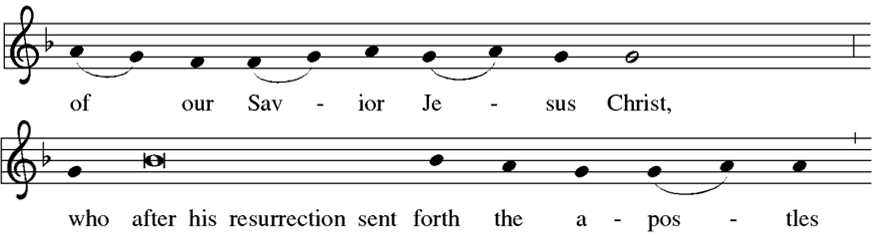 of our Sav - ior Je - sus Christ,
who after his resurrection sent forth the a - pos - tles